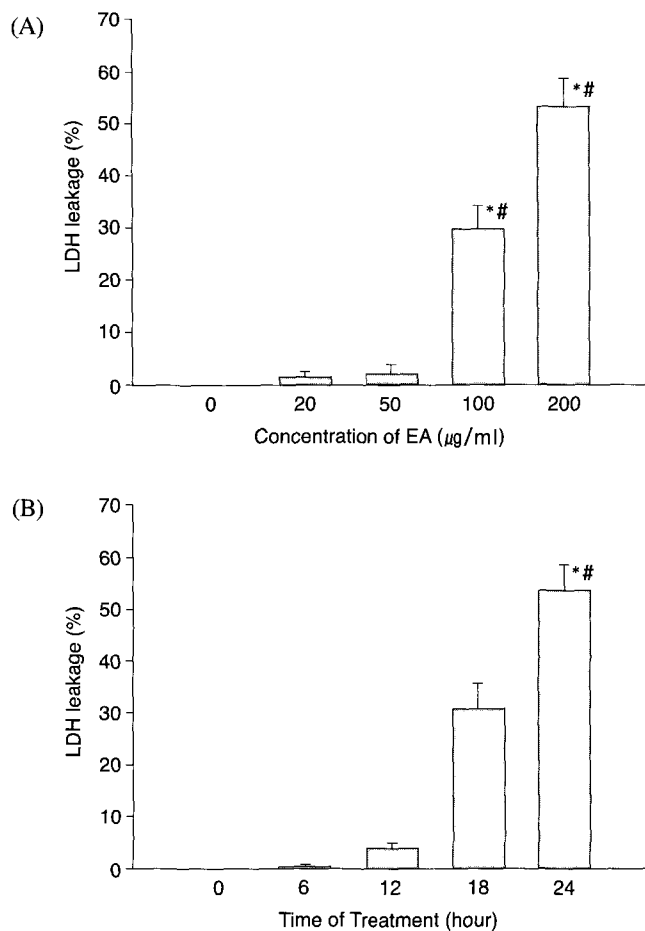 (A)
70
60
50
40
30
20
10
0
LDH leakage (%)
*#
*#
0 20 50 100 200
Concentration of EA (μg/ml)
(B)
70
60
50
40
30
20
10
0
LDH leakage (%)
*#
0 6 12 18 24
Time of Treatment (hour)